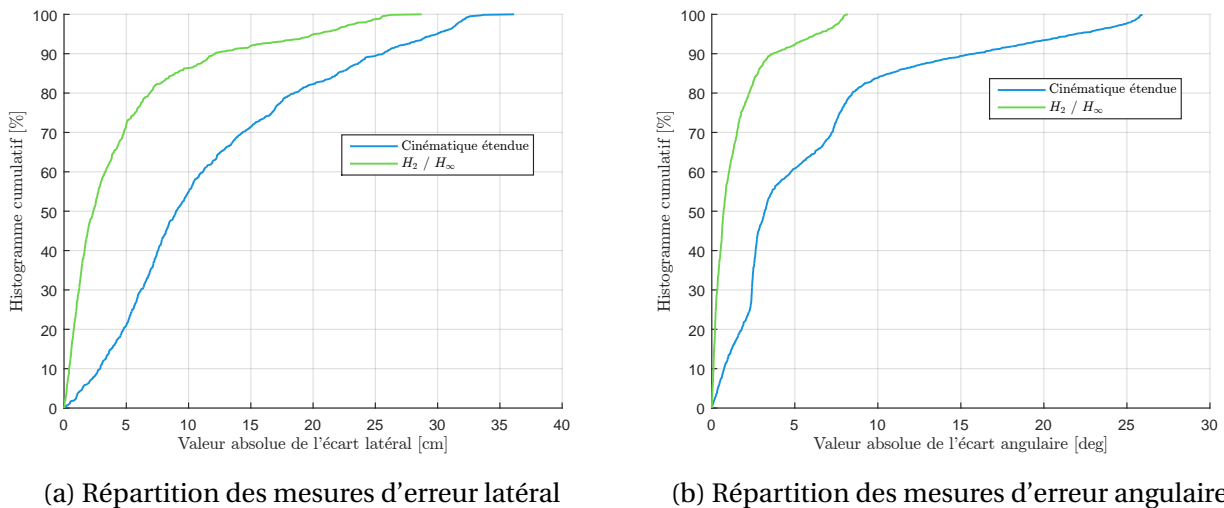 100
90
80
70
60
50
40
30
20
10
0
Histogramme cumulatif [%]
Cinématique étendue
H₂ / H∞
0 5 10 15 20 25 30 35 40
Valeur absolue de l'écart latéral [cm]
(a) Répartition des mesures d'erreur latéral
100
90
80
70
60
50
40
30
20
10
0
Histogramme cumulatif [%]
Cinématique étendue
H₂ / H∞
0 5 10 15 20 25 30
Valeur absolue de l'écart angulaire [deg]
(b) Répartition des mesures d'erreur angulaire